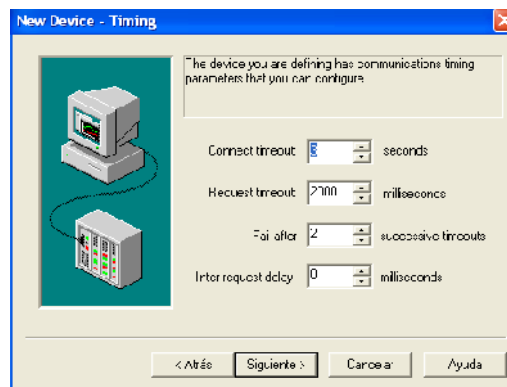 New Device - Timing
The device you are defining has communications timing
parameters that you can configure
Connect timeout seconds
Request timeout 2000 milliseconds
Fail after 2 successive timeouts
Inter request delay 0 milliseconds
< Atrás Siguiente > Cancelar Ayuda